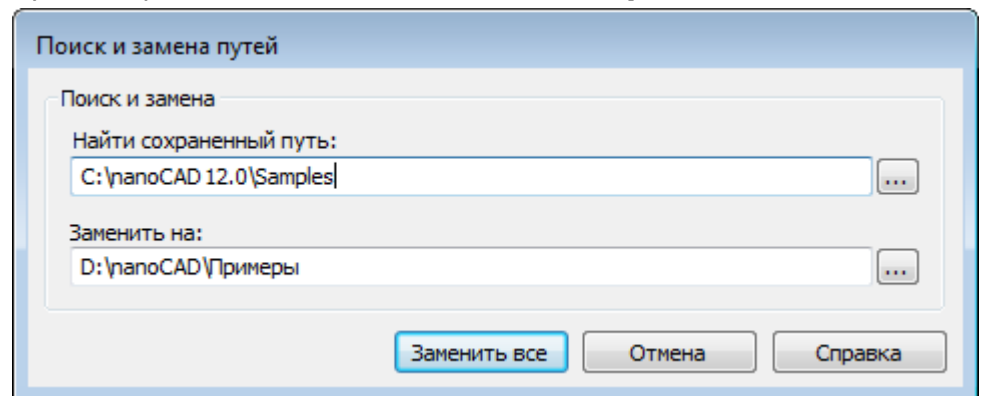 Поиск и замена путей
Поиск и замена
Найти сохраненный путь:
C:\nanoCAD 12.0\Samples
...
Заменить на:
D:\nanoCAD\Примеры
...
Заменить все Отмена Справка